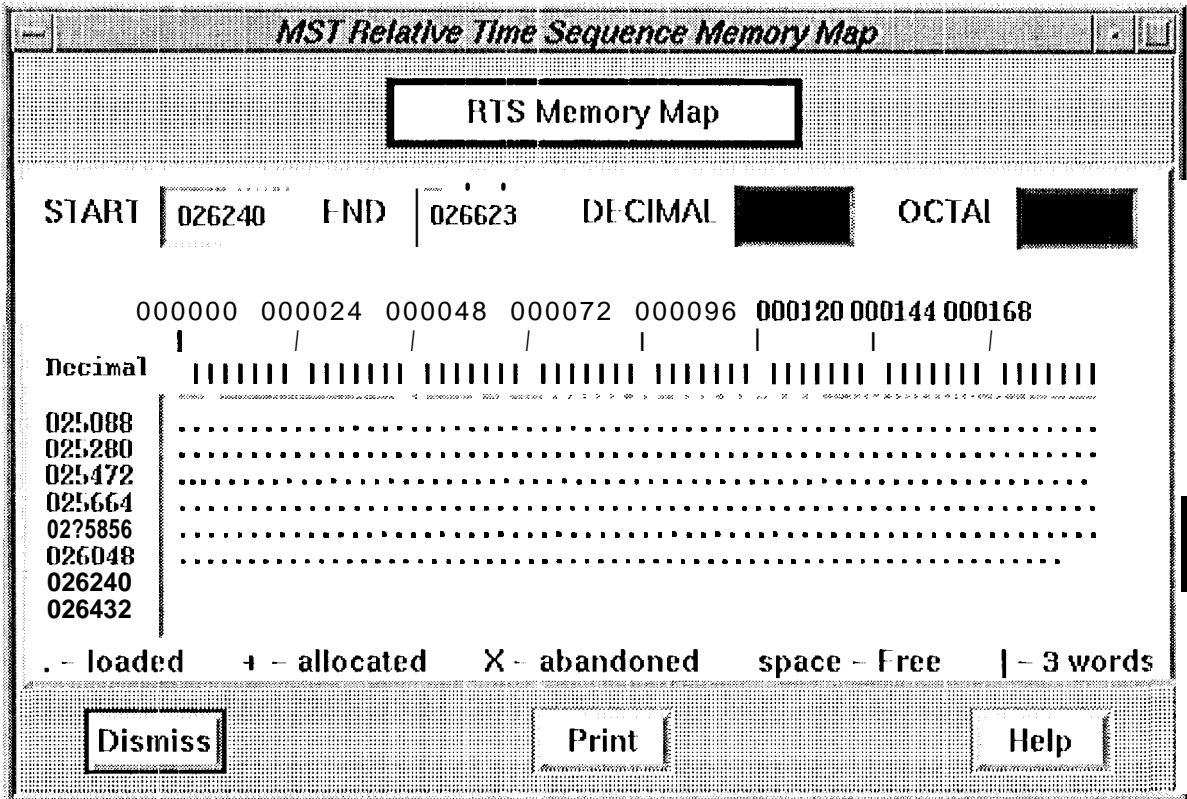 MST Relative Time Sequence Memory Map
RTS Memory Map
START 026240 END 026623 DECIMAL OCTAL
000000 000024 000048 000072 000096 000120 000144 000168
Decimal
025088
025280
025472
025664
02?5856
026048
026240
026432
. - loaded + - allocated X - abandoned space - Free | - 3 words
Dismiss Print Help